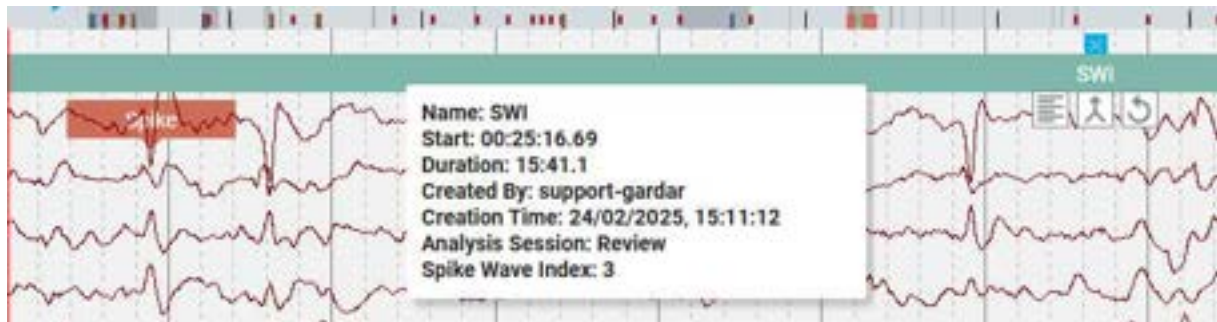 SWI
Spike
Name: SWI
Start: 00:25:16.69
Duration: 15:41.1
Created By: support-gardar
Creation Time: 24/02/2025, 15:11:12
Analysis Session: Review
Spike Wave Index: 3